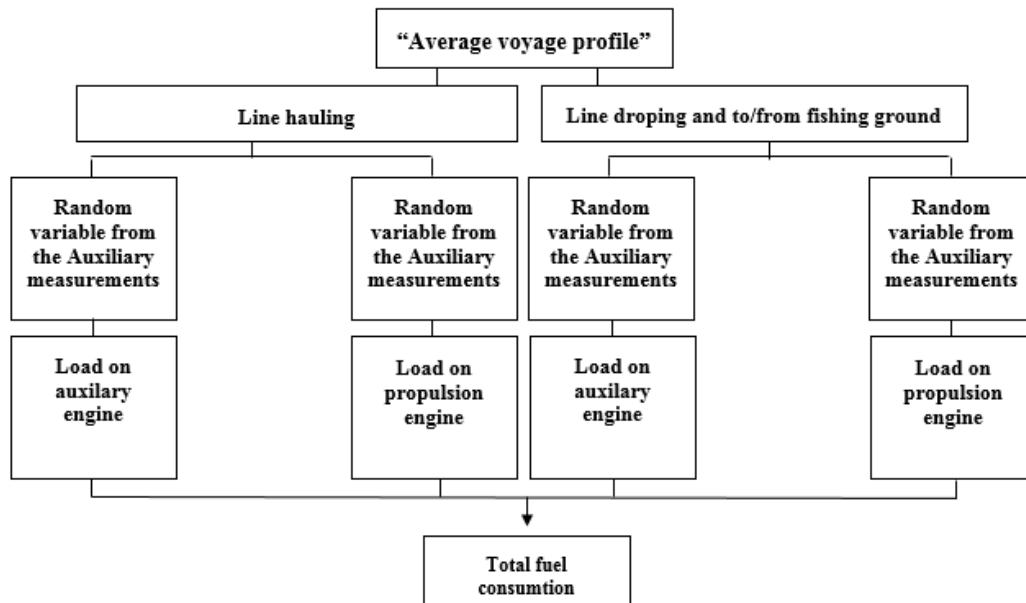 “Average voyage profile”
Line hauling
Line droping and to/from fishing ground
Random
variable from
the Auxiliary
measurements
Random
variable from
the Auxiliary
measurements
Random
variable from
the Auxiliary
measurements
Random
variable from
the Auxiliary
measurements
Load on
auxilary
engine
Load on
propulsion
engine
Load on
auxilary
engine
Load on
propulsion
engine
Total fuel
consumtion